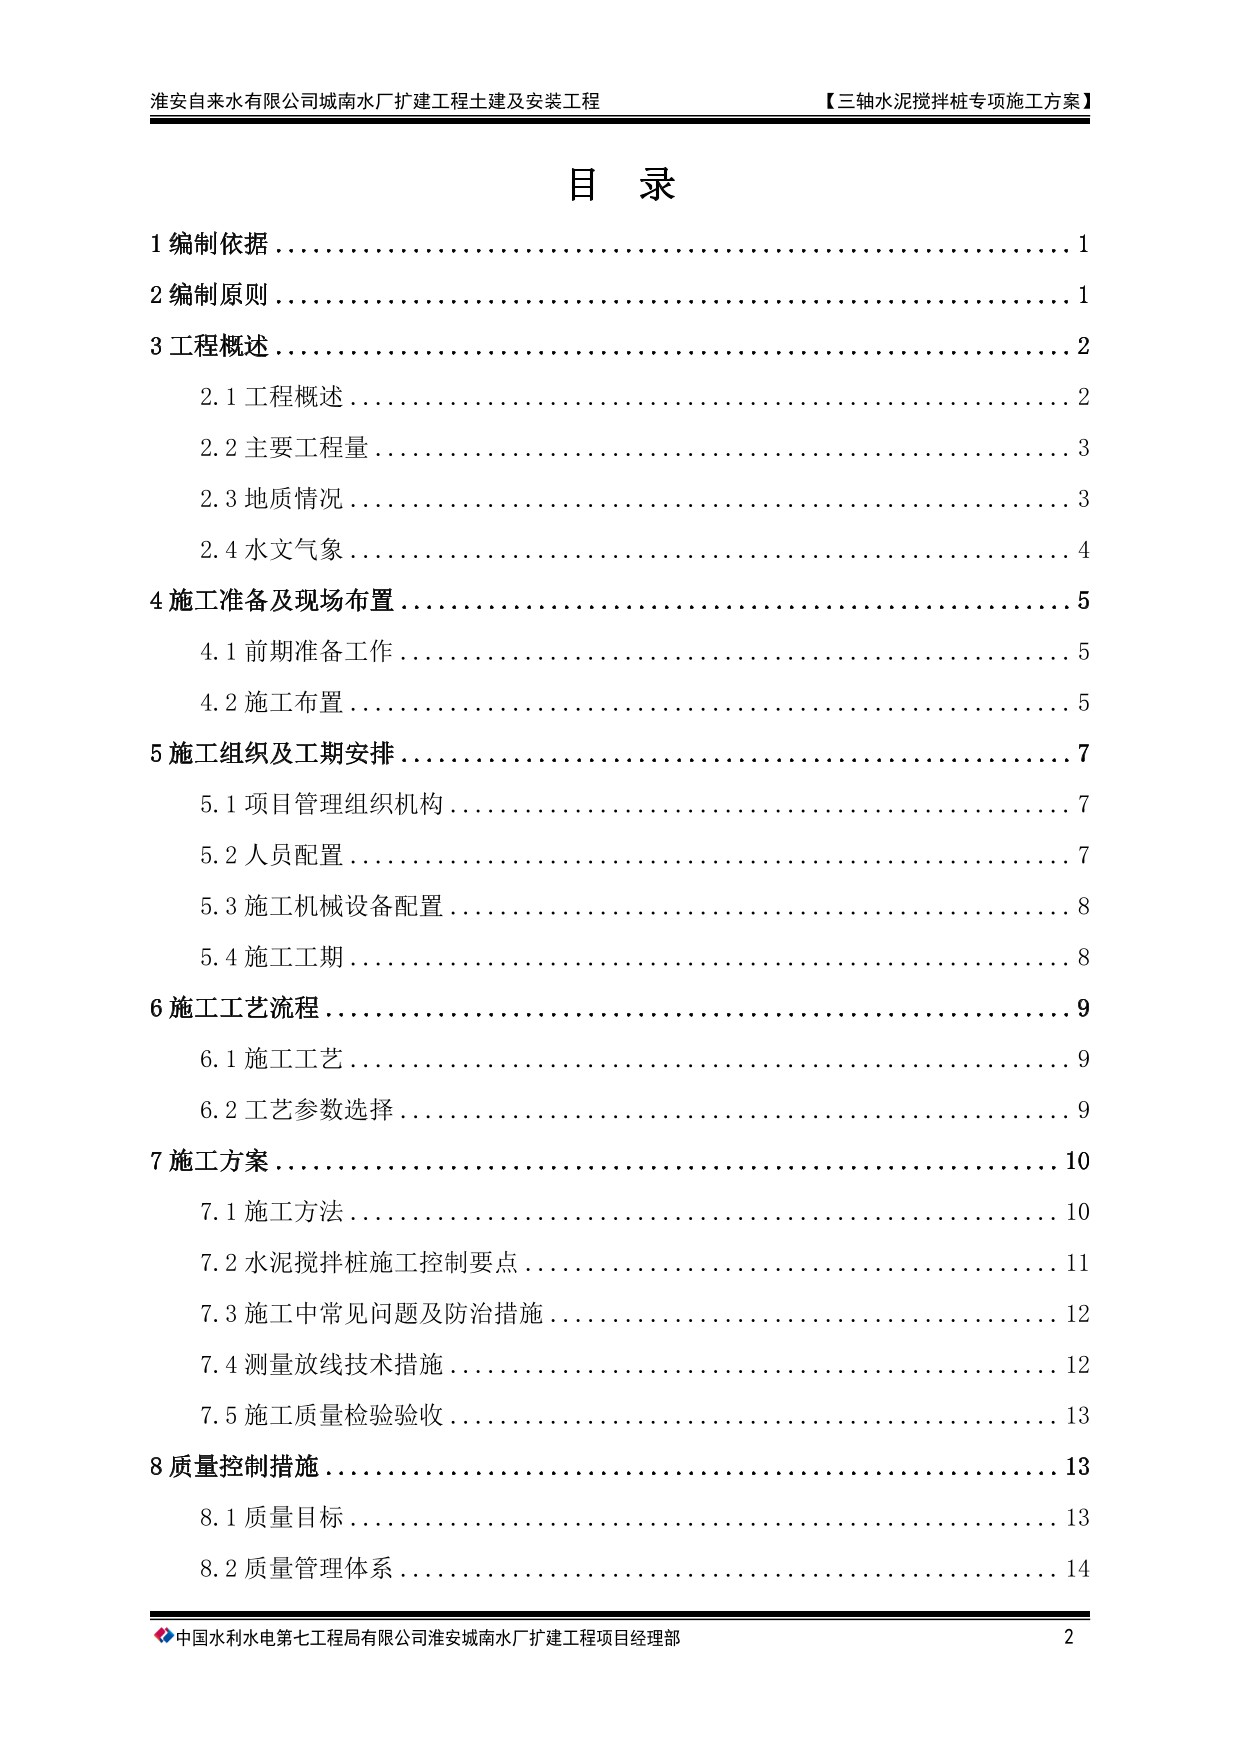 淮安自来水有限公司城南水厂扩建工程土建及安装工程 【三轴水泥搅拌桩专项施工方案】
目 录
1 编制依据 1
2 编制原则 1
3 工程概述 2
2.1 工程概述 2
2.2 主要工程量 3
2.3 地质情况 3
2.4 水文气象 4
4 施工准备及现场布置 5
4.1 前期准备工作 5
4.2 施工布置 5
5 施工组织及工期安排 7
5.1 项目管理组织机构 7
5.2 人员配置 7
5.3 施工机械设备配置 8
5.4 施工工期 8
6 施工工艺流程 9
6.1 施工工艺 9
6.2 工艺参数选择 9
7 施工方案 10
7.1 施工方法 10
7.2 水泥搅拌桩施工控制要点 11
7.3 施工中常见问题及防治措施 12
7.4 测量放线技术措施 12
7.5 施工质量检验验收 13
8 质量控制措施 13
8.1 质量目标 13
8.2 质量管理体系 14
中国水利水电第七工程局有限公司淮安城南水厂扩建工程项目经理部 2